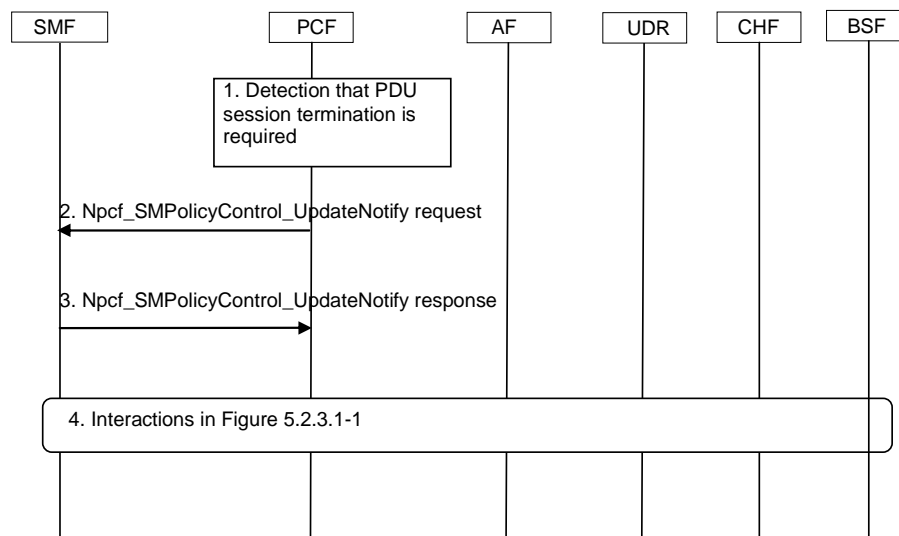 SMF PCF AF UDR CHF BSF
1. Detection that PDU
session termination is
required
2. Npcf_SMPolicyControl_UpdateNotify request
3. Npcf_SMPolicyControl_UpdateNotify response
4. Interactions in Figure 5.2.3.1-1